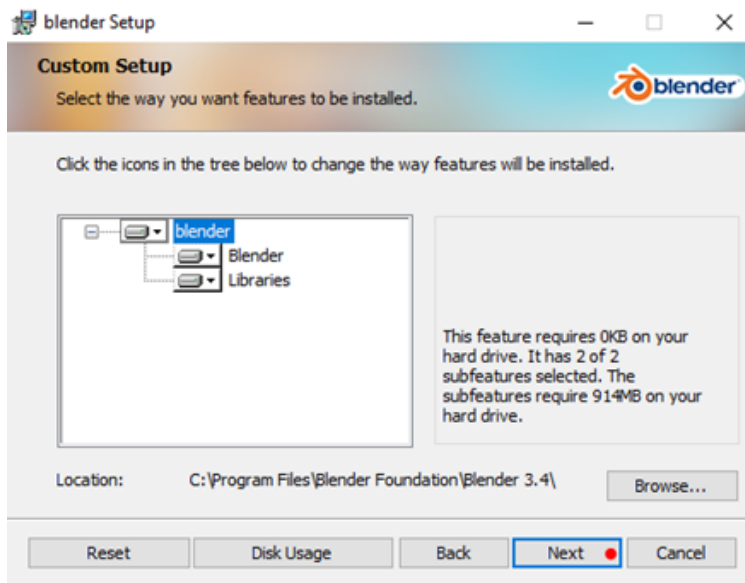 blender Setup
Custom Setup
Select the way you want features to be installed.
blender
Click the icons in the tree below to change the way features will be installed.
blender
Blender
Libraries
This feature requires 0KB on your
hard drive. It has 2 of 2
subfeatures selected. The
subfeatures require 914MB on your
hard drive.
Location:
C:\Program Files\Blender Foundation\Blender 3.4\
Browse...
Reset
Disk Usage
Back
Next
Cancel